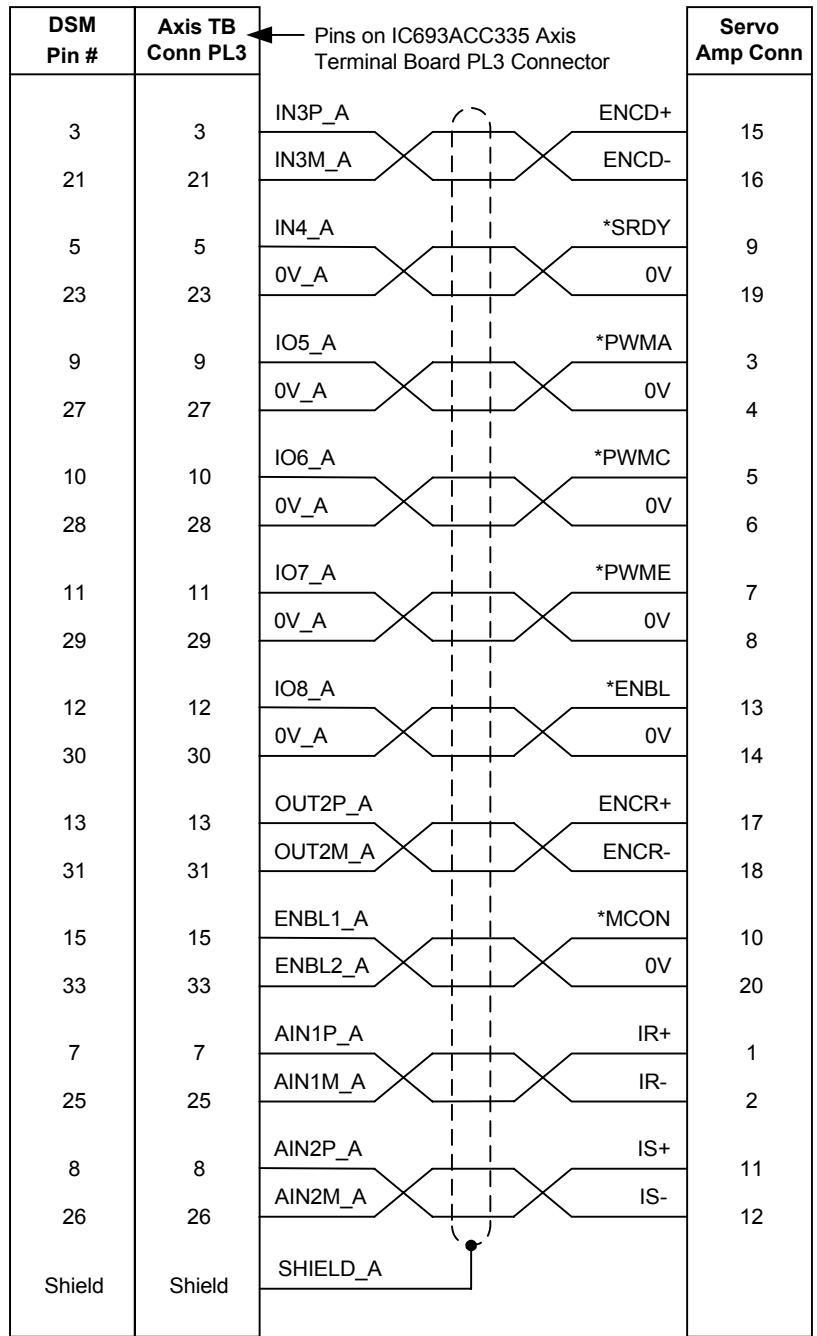 DSM Pin #
Axis TB Conn PL3
Pins on IC693ACC335 Axis
Terminal Board PL3 Connector
Servo Amp Conn
3 3 IN3P_A ENCD+ 15
21 21 IN3M_A ENCD- 16
5 5 IN4_A *SRDY 9
23 23 0V_A 0V 19
9 9 IO5_A *PWMA 3
27 27 0V_A 0V 4
10 10 IO6_A *PWMC 5
28 28 0V_A 0V 6
11 11 IO7_A *PWME 7
29 29 0V_A 0V 8
12 12 IO8_A *ENBL 13
30 30 0V_A 0V 14
13 13 OUT2P_A ENCR+ 17
31 31 OUT2M_A ENCR- 18
15 15 ENBL1_A *MCON 10
33 33 ENBL2_A 0V 20
7 7 AIN1P_A IR+ 1
25 25 AIN1M_A IR- 2
8 8 AIN2P_A IS+ 11
26 26 AIN2M_A IS- 12
Shield Shield SHIELD_A